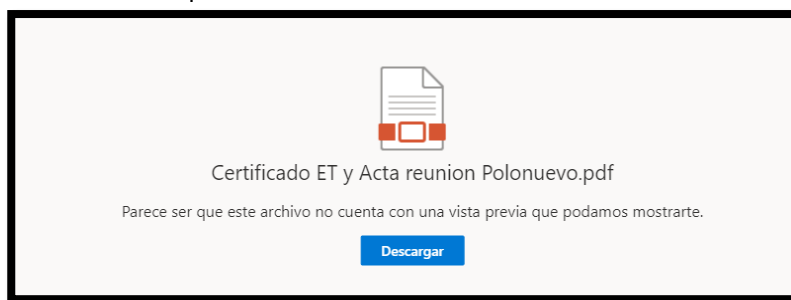 Certificado ET y Acta reunion Polonuevo.pdf
Parece ser que este archivo no cuenta con una vista previa que podamos mostrarte.
Descargar